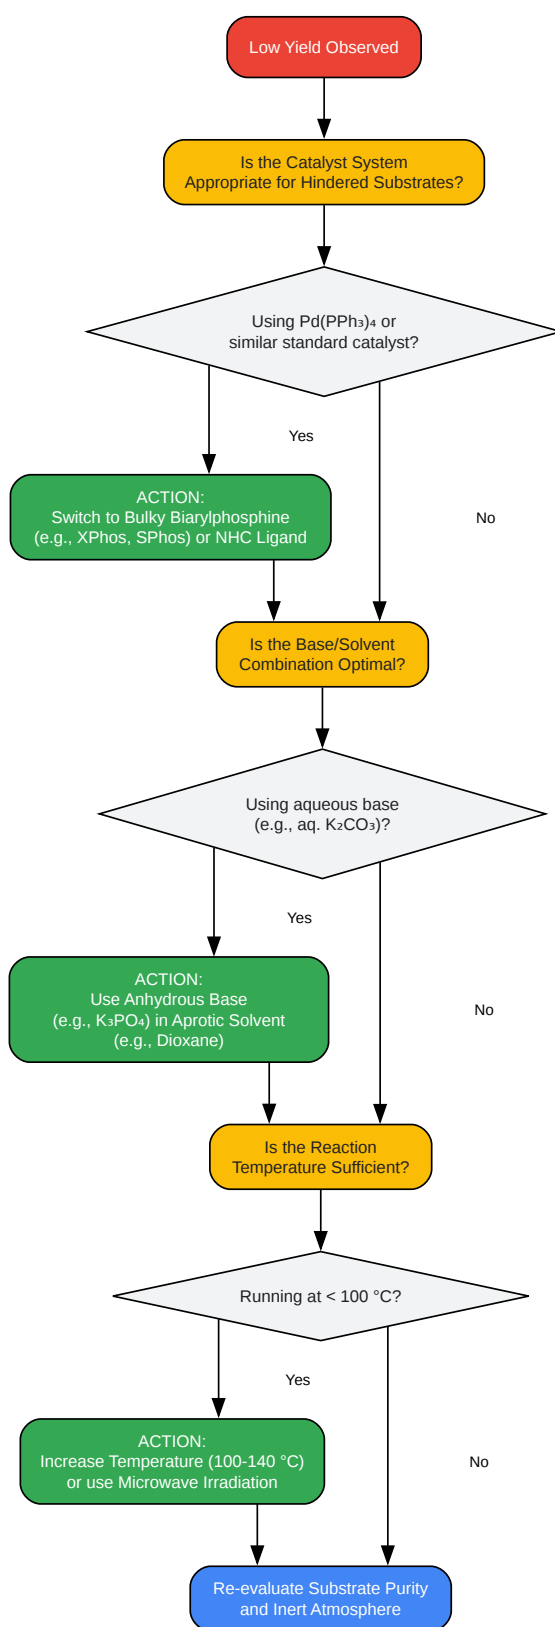 Low Yield Observed
Is the Catalyst System
Appropriate for Hindered Substrates?
Using Pd(PPh₃)₄ or
similar standard catalyst?
Yes
ACTION:
Switch to Bulky Biarylphosphine
(e.g., XPhos, SPhos) or NHC Ligand
No
Is the Base/Solvent
Combination Optimal?
Using aqueous base
(e.g., aq. K₂CO₃)?
Yes
ACTION:
Use Anhydrous Base
(e.g., K₃PO₄) in Aprotic Solvent
(e.g., Dioxane)
No
Is the Reaction
Temperature Sufficient?
Running at < 100 °C?
Yes
ACTION:
Increase Temperature (100-140 °C)
or use Microwave Irradiation
No
Re-evaluate Substrate Purity
and Inert Atmosphere